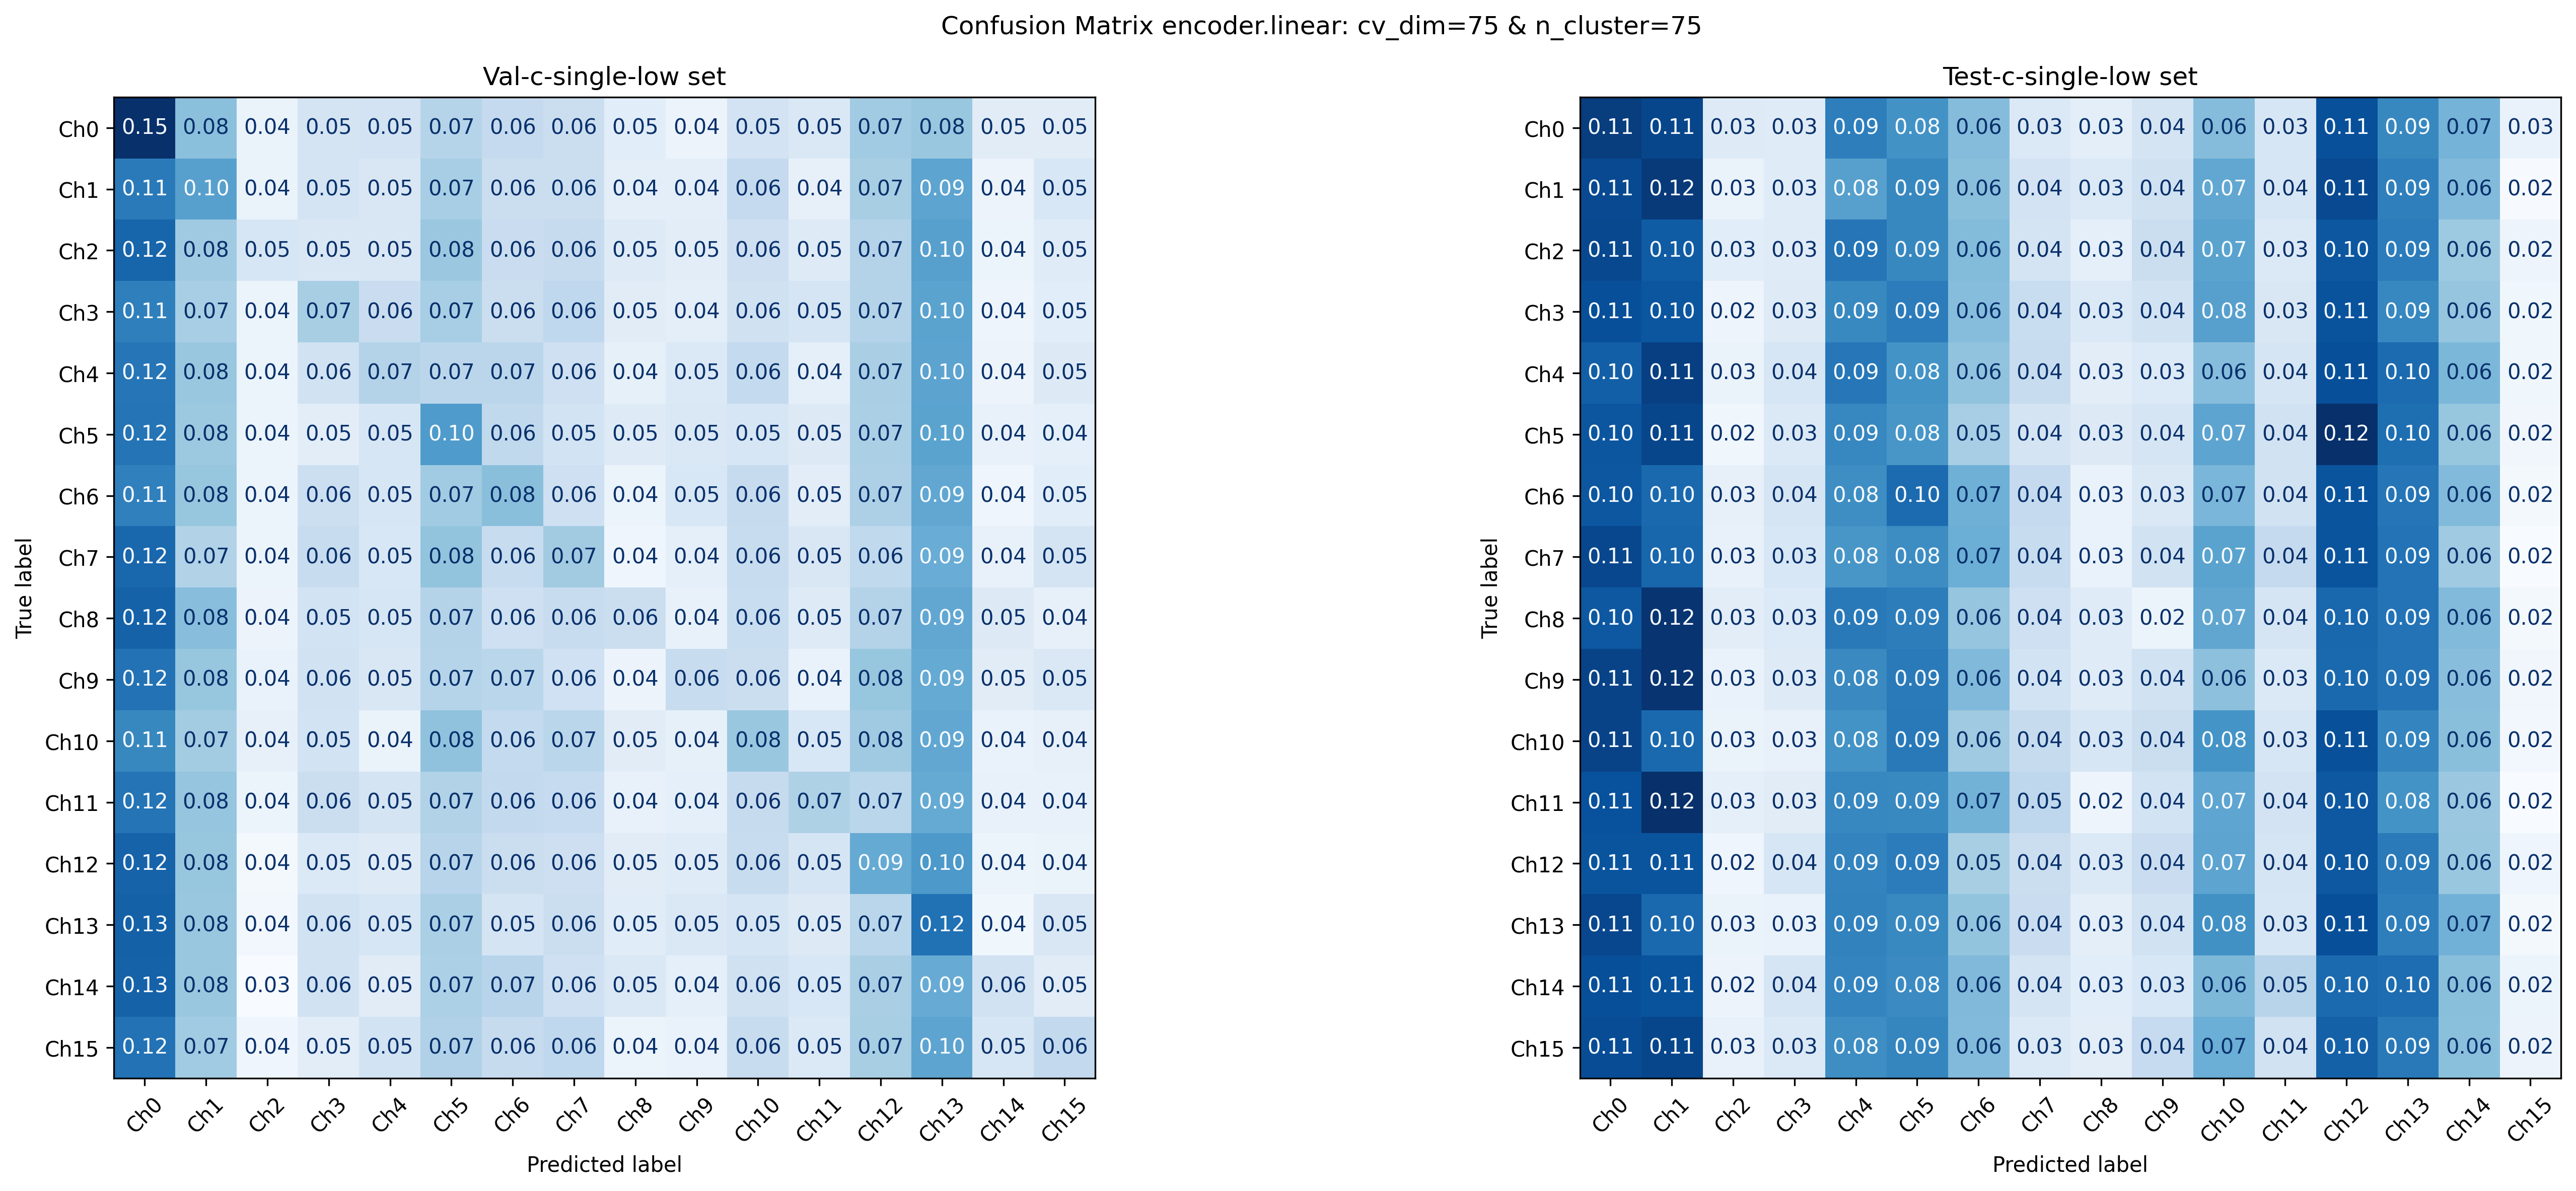 Confusion Matrix encoder.linear: cv_dim=75 & n_cluster=75
Val-c-single-low set
True label
Ch0 0.15 0.08 0.04 0.05 0.05 0.07 0.06 0.06 0.05 0.04 0.05 0.05 0.07 0.08 0.05 0.05
Ch1 0.11 0.10 0.04 0.05 0.05 0.07 0.06 0.06 0.04 0.04 0.06 0.04 0.07 0.09 0.04 0.05
Ch2 0.12 0.08 0.05 0.05 0.05 0.08 0.06 0.06 0.05 0.05 0.06 0.05 0.07 0.10 0.04 0.05
Ch3 0.11 0.07 0.04 0.07 0.06 0.07 0.06 0.06 0.05 0.04 0.06 0.05 0.07 0.10 0.04 0.05
Ch4 0.12 0.08 0.04 0.06 0.07 0.07 0.07 0.06 0.04 0.05 0.06 0.04 0.07 0.10 0.04 0.05
Ch5 0.12 0.08 0.04 0.05 0.05 0.10 0.06 0.05 0.05 0.05 0.05 0.05 0.07 0.10 0.04 0.04
Ch6 0.11 0.08 0.04 0.06 0.05 0.07 0.08 0.06 0.04 0.05 0.06 0.05 0.07 0.09 0.04 0.05
Ch7 0.12 0.07 0.04 0.06 0.05 0.08 0.06 0.07 0.04 0.04 0.06 0.05 0.06 0.09 0.04 0.05
Ch8 0.12 0.08 0.04 0.05 0.05 0.07 0.06 0.06 0.06 0.04 0.06 0.05 0.07 0.09 0.05 0.04
Ch9 0.12 0.08 0.04 0.06 0.05 0.07 0.07 0.06 0.04 0.06 0.06 0.04 0.08 0.09 0.05 0.05
Ch10 0.11 0.07 0.04 0.05 0.04 0.08 0.06 0.07 0.05 0.04 0.08 0.05 0.08 0.09 0.04 0.04
Ch11 0.12 0.08 0.04 0.06 0.05 0.07 0.06 0.06 0.04 0.04 0.06 0.07 0.07 0.09 0.04 0.04
Ch12 0.12 0.08 0.04 0.05 0.05 0.07 0.06 0.06 0.05 0.05 0.06 0.05 0.09 0.10 0.04 0.04
Ch13 0.13 0.08 0.04 0.06 0.05 0.07 0.05 0.06 0.05 0.05 0.05 0.05 0.07 0.12 0.04 0.05
Ch14 0.13 0.08 0.03 0.06 0.05 0.07 0.07 0.06 0.05 0.04 0.06 0.05 0.07 0.09 0.06 0.05
Ch15 0.12 0.07 0.04 0.05 0.05 0.07 0.06 0.06 0.04 0.04 0.06 0.05 0.07 0.10 0.05 0.06
Ch0 Ch1 Ch2 Ch3 Ch4 Ch5 Ch6 Ch7 Ch8 Ch9 Ch10 Ch11 Ch12 Ch13 Ch14 Ch15
Predicted label
Test-c-single-low set
True label
Ch0 0.11 0.11 0.03 0.03 0.09 0.08 0.06 0.03 0.03 0.04 0.06 0.03 0.11 0.09 0.07 0.03
Ch1 0.11 0.12 0.03 0.03 0.08 0.09 0.06 0.04 0.03 0.04 0.07 0.04 0.11 0.09 0.06 0.02
Ch2 0.11 0.10 0.03 0.03 0.09 0.09 0.06 0.04 0.03 0.04 0.07 0.03 0.10 0.09 0.06 0.02
Ch3 0.11 0.10 0.02 0.03 0.09 0.09 0.06 0.04 0.03 0.04 0.08 0.03 0.11 0.09 0.06 0.02
Ch4 0.10 0.11 0.03 0.04 0.09 0.08 0.06 0.04 0.03 0.03 0.06 0.04 0.11 0.10 0.06 0.02
Ch5 0.10 0.11 0.02 0.03 0.09 0.08 0.05 0.04 0.03 0.04 0.07 0.04 0.12 0.10 0.06 0.02
Ch6 0.10 0.10 0.03 0.04 0.08 0.10 0.07 0.04 0.03 0.03 0.07 0.04 0.11 0.09 0.06 0.02
Ch7 0.11 0.10 0.03 0.03 0.08 0.08 0.07 0.04 0.03 0.04 0.07 0.04 0.11 0.09 0.06 0.02
Ch8 0.10 0.12 0.03 0.03 0.09 0.09 0.06 0.04 0.03 0.02 0.07 0.04 0.10 0.09 0.06 0.02
Ch9 0.11 0.12 0.03 0.03 0.08 0.09 0.06 0.04 0.03 0.04 0.06 0.03 0.10 0.09 0.06 0.02
Ch10 0.11 0.10 0.03 0.03 0.08 0.09 0.06 0.04 0.03 0.04 0.08 0.03 0.11 0.09 0.06 0.02
Ch11 0.11 0.12 0.03 0.03 0.09 0.09 0.07 0.05 0.02 0.04 0.07 0.04 0.10 0.08 0.06 0.02
Ch12 0.11 0.11 0.02 0.04 0.09 0.09 0.05 0.04 0.03 0.04 0.07 0.04 0.10 0.09 0.06 0.02
Ch13 0.11 0.10 0.03 0.03 0.09 0.09 0.06 0.04 0.03 0.04 0.08 0.03 0.11 0.09 0.07 0.02
Ch14 0.11 0.11 0.02 0.04 0.09 0.08 0.06 0.04 0.03 0.03 0.06 0.05 0.10 0.10 0.06 0.02
Ch15 0.11 0.11 0.03 0.03 0.08 0.09 0.06 0.03 0.03 0.04 0.07 0.04 0.10 0.09 0.06 0.02
Ch0 Ch1 Ch2 Ch3 Ch4 Ch5 Ch6 Ch7 Ch8 Ch9 Ch10 Ch11 Ch12 Ch13 Ch14 Ch15
Predicted label